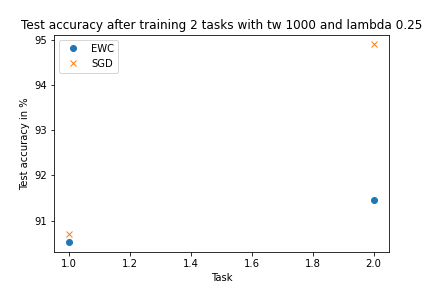 Test accuracy after training 2 tasks with tw 1000 and lambda 0.25
EWC
SGD
Test accuracy in %
95
94
93
92
91
1.0 1.2 1.4 1.6 1.8 2.0
Task